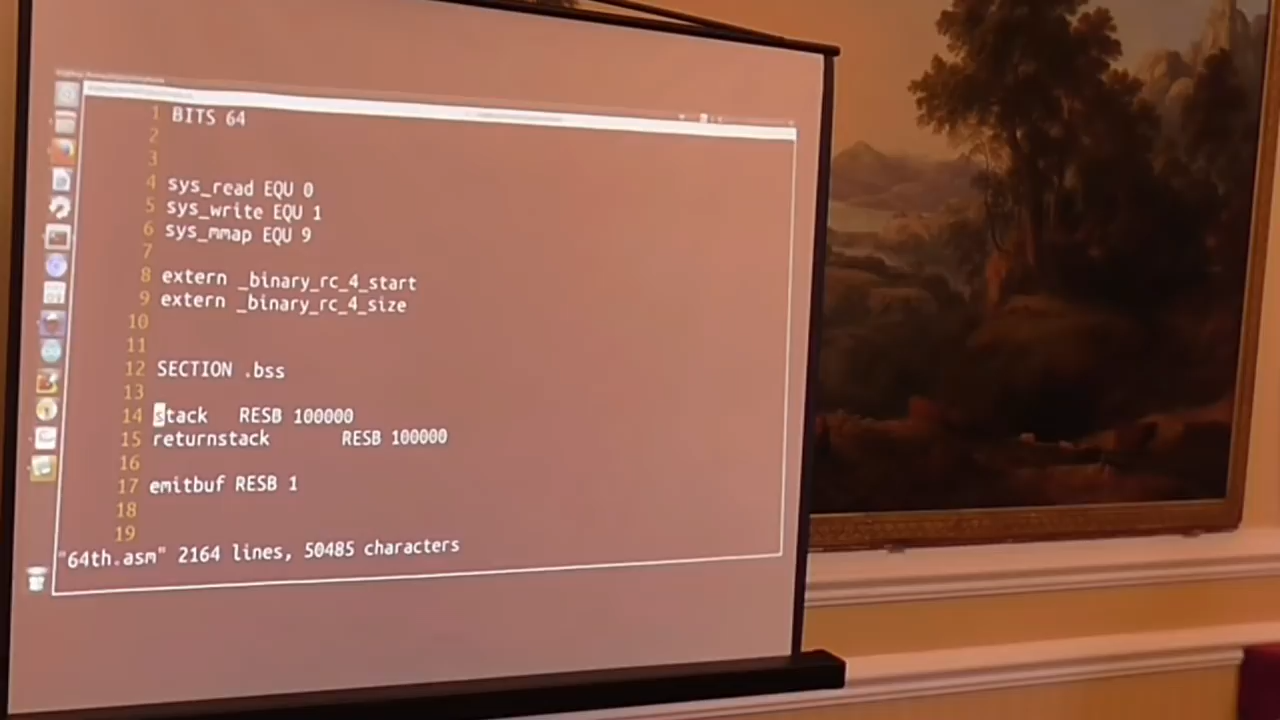 1 BITS 64
2
3
4 sys_read EQU 0
5 sys_write EQU 1
6 sys_mmap EQU 9
7
8 extern _binary_rc_4_start
9 extern _binary_rc_4_size
10
11
12 SECTION .bss
13
14 stack RESB 100000
15 returnstack RESB 100000
16
17 emitbuf RESB 1
18
19
"64th.asm" 2164 lines, 50485 characters